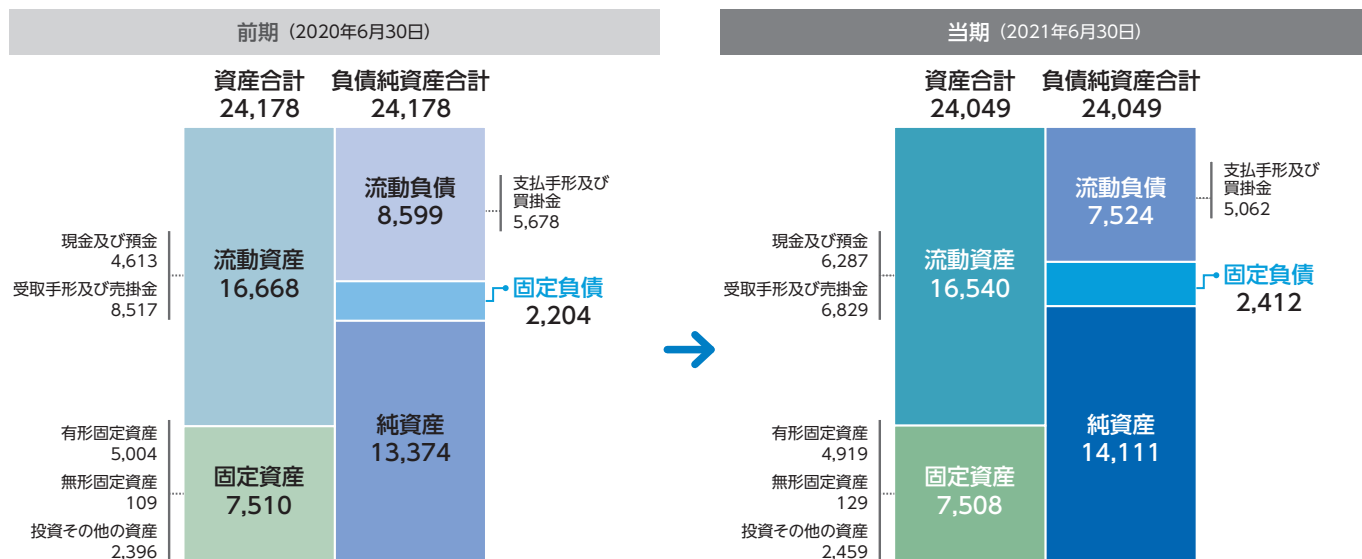 前期（2020年6月30日）
資産合計
24,178
負債純資産合計
24,178
流動負債
8,599
支払手形及び
買掛金
5,678
現金及び預金
4,613
受取手形及び売掛金
8,517
流動資産
16,668
固定負債
2,204
純資産
13,374
有形固定資産
5,004
無形固定資産
109
投資その他の資産
2,396
固定資産
7,510
当期（2021年6月30日）
資産合計
24,049
負債純資産合計
24,049
流動負債
7,524
支払手形及び
買掛金
5,062
現金及び預金
6,287
受取手形及び売掛金
6,829
流動資産
16,540
固定負債
2,412
純資産
14,111
有形固定資産
4,919
無形固定資産
129
投資その他の資産
2,459
固定資産
7,508